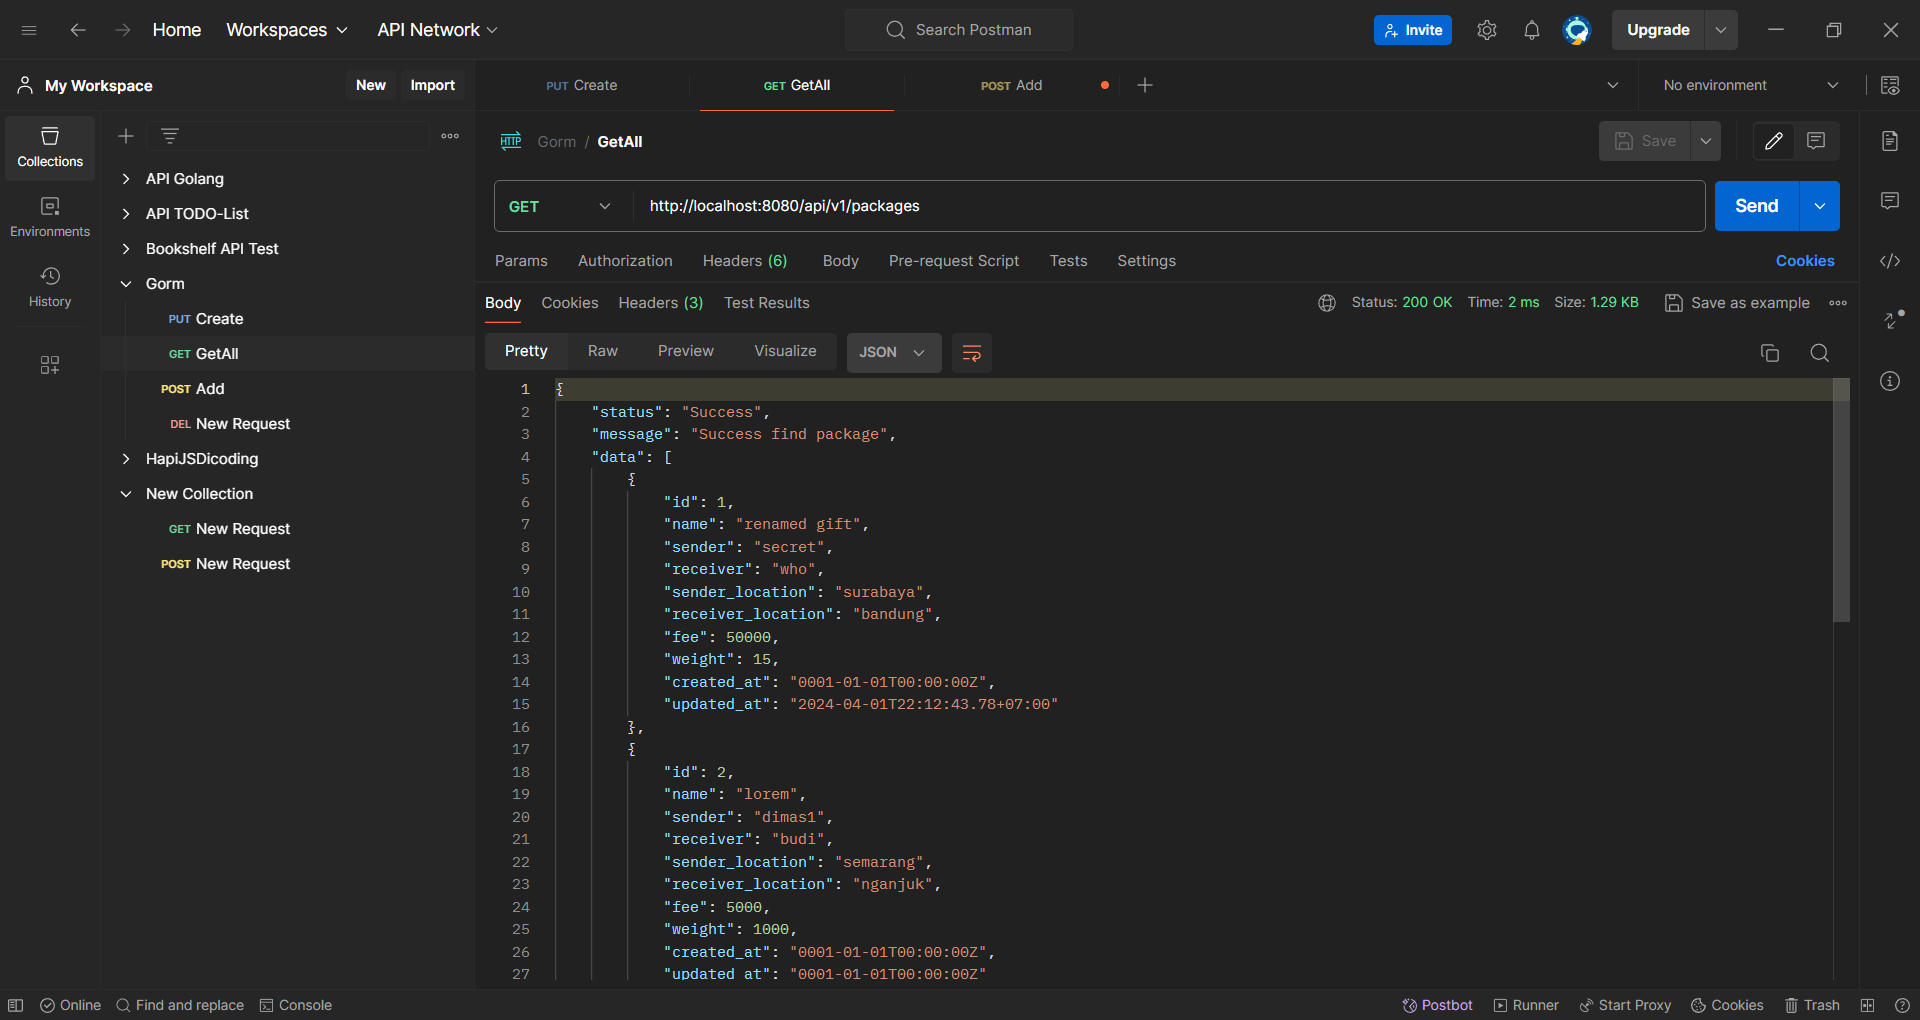 Home Workspaces API Network Search Postman Invite Upgrade
My Workspace New Import PUT Create GET GetAll POST Add No environment
Collections
Environments
History
API Golang
API TODO-List
Bookshelf API Test
Gorm
PUT Create
GET GetAll
POST Add
DEL New Request
HapiJSDicoding
New Collection
GET New Request
POST New Request
HTTP Gorm / GetAll Save
GET http://localhost:8080/api/v1/packages Send
Params Authorization Headers (6) Body Pre-request Script Tests Settings Cookies
Body Cookies Headers (3) Test Results Status: 200 OK Time: 2 ms Size: 1.29 KB Save as example
Pretty Raw Preview Visualize JSON
1 {
2 "status": "Success",
3 "message": "Success find package",
4 "data": [
5 {
6 "id": 1,
7 "name": "renamed gift",
8 "sender": "secret",
9 "receiver": "who",
10 "sender_location": "surabaya",
11 "receiver_location": "bandung",
12 "fee": 50000,
13 "weight": 15,
14 "created_at": "0001-01-01T00:00:00Z",
15 "updated_at": "2024-04-01T22:12:43.78+07:00"
16 },
17 {
18 "id": 2,
19 "name": "lorem",
20 "sender": "dimas1",
21 "receiver": "budi",
22 "sender_location": "semarang",
23 "receiver_location": "nganjuk",
24 "fee": 5000,
25 "weight": 1000,
26 "created_at": "0001-01-01T00:00:00Z",
27 "updated_at": "0001-01-01T00:00:00Z"
Online Find and replace Console Postbot Runner Start Proxy Cookies Trash